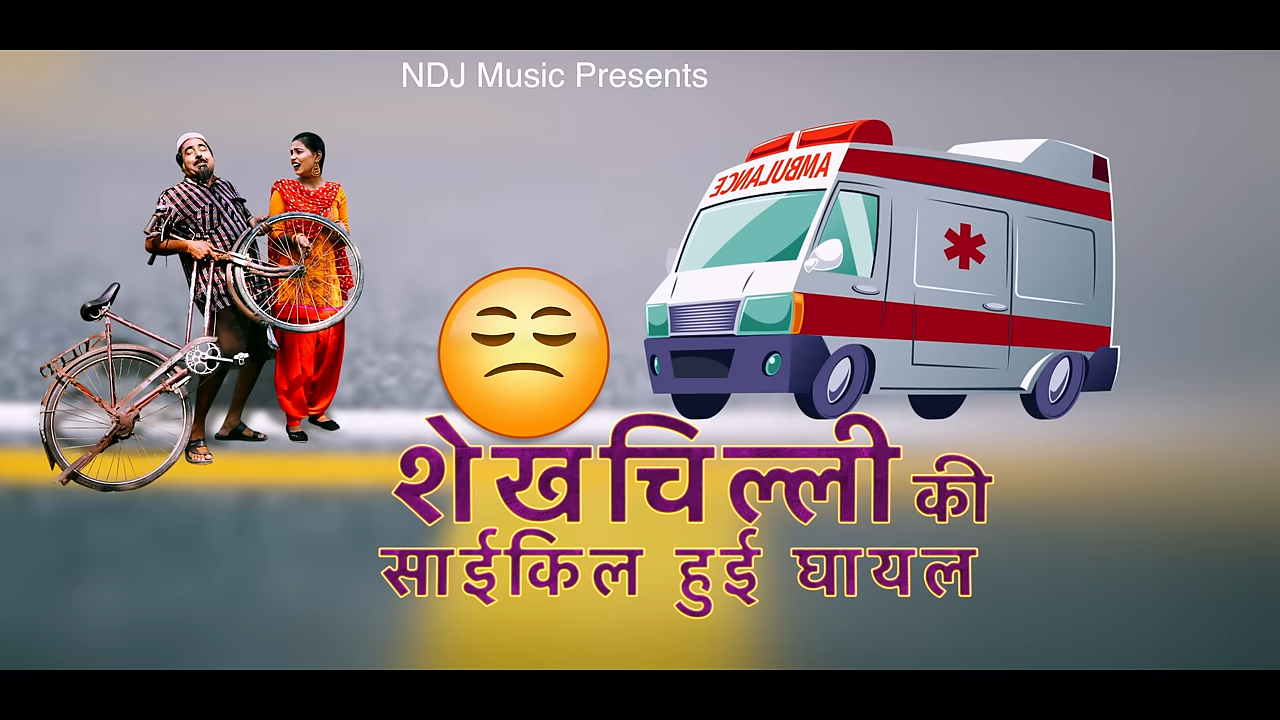 NDJ Music Presents
AMBULANCE
शेखचिल्ली की
साईकिल हुई घायल